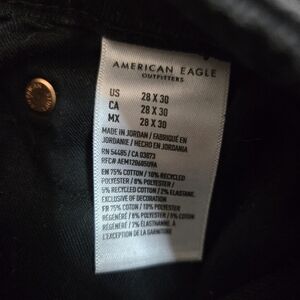 AMERICAN EAGLE
OUTFITTERS
US 28 X 30
CA 28 X 30
MX 28 X 30
MADE IN JORDAN / FABRIQUÉ EN
JORDANIE / HECHO EN JORDANIA
RN 54485 / CA 03073
RFC# AEM120605U9A
EN 75% COTTON / 10% RECYCLED
POLYESTER / 8% POLYESTER /
5% RECYCLED COTTON / 2% ELASTANE.
EXCLUSIVE OF DECORATION
FR 75% COTON / 10% POLYESTER
RÉGÉNÉRÉ / 8% POLYESTER / 5% COTON
RÉGÉNÉRÉ / 2% ÉLASTHANNE. À
L'EXCEPTION DE LA GARNITURE